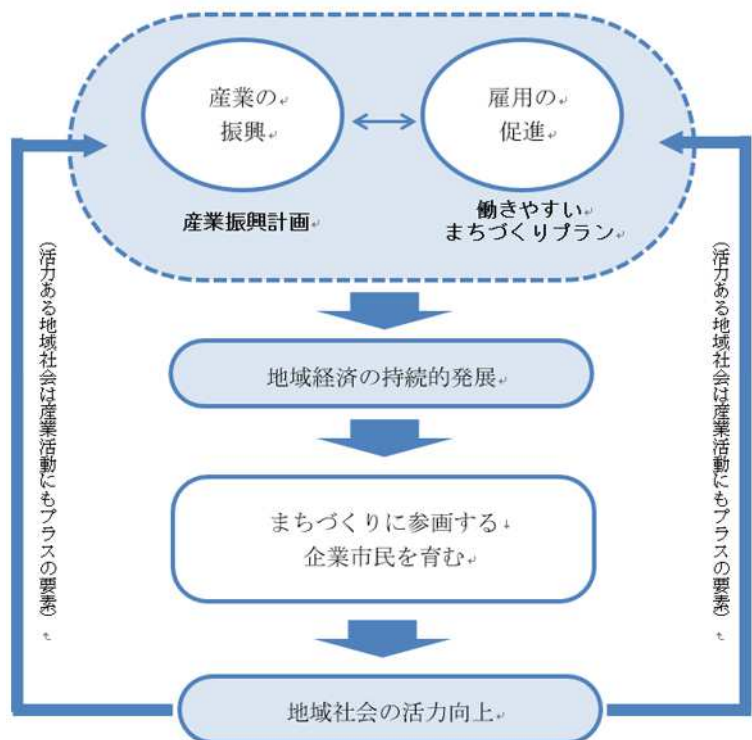 産業の
振興
雇用の
促進
産業振興計画
働きやすい
まちづくりプラン
(活力ある地域社会は産業活動にもプラスの要素)
(活力ある地域社会は産業活動にもプラスの要素)
地域経済の持続的発展
まちづくりに参画する
企業市民を育む
地域社会の活力向上